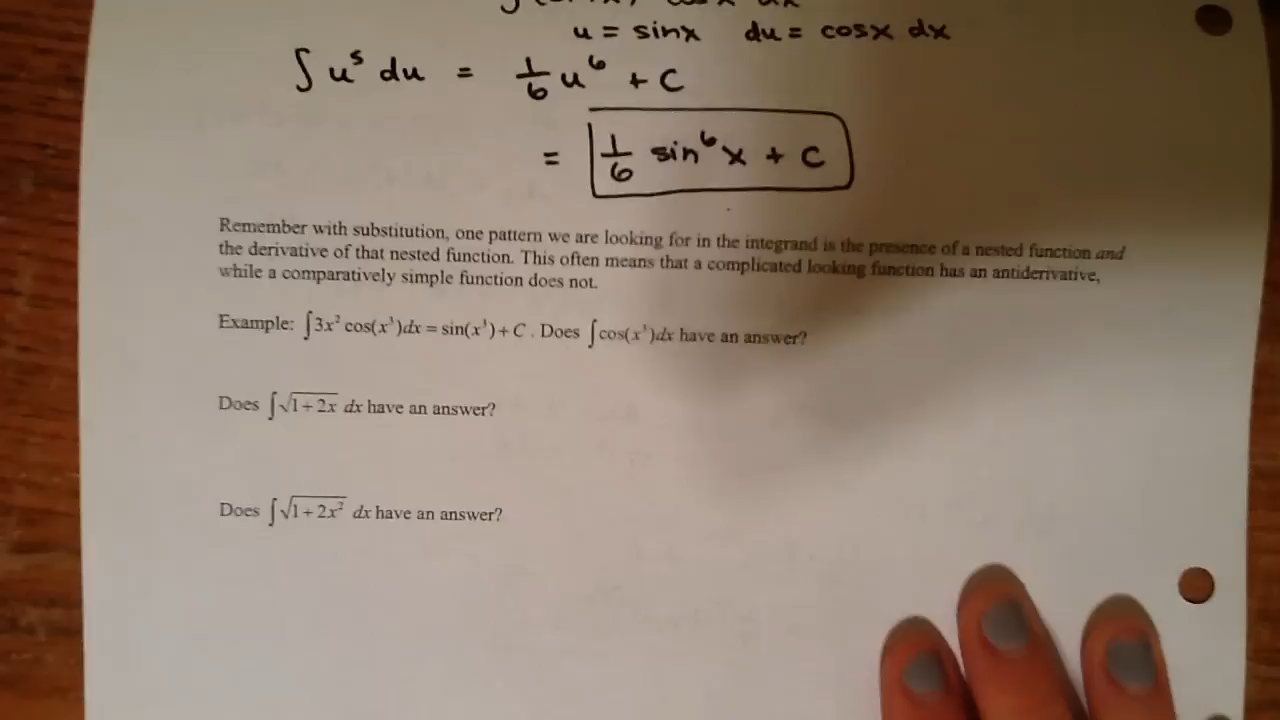 u = sinx du = cosx dx
∫ u⁵ du = 1/6 u⁶ + C
= 1/6 sin⁶ x + C
Remember with substitution, one pattern we are looking for in the integrand is the presence of a nested function and
the derivative of that nested function. This often means that a complicated looking function has an antiderivative,
while a comparatively simple function does not.
Example: ∫3x² cos(x³)dx = sin(x³) + C . Does ∫cos(x³)dx have an answer?
Does ∫√1+2x dx have an answer?
Does ∫√1+2x² dx have an answer?